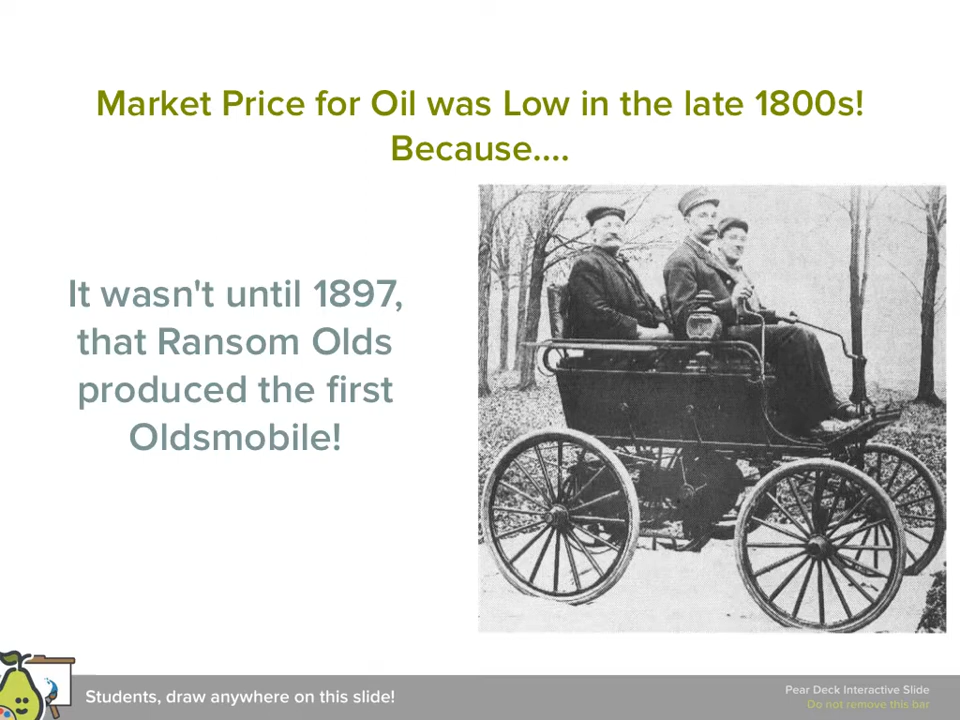 Market Price for Oil was Low in the late 1800s!
Because....
It wasn't until 1897,
that Ransom Olds
produced the first
Oldsmobile!
Students, draw anywhere on this slide!
Pear Deck Interactive Slide
Do not remove this bar